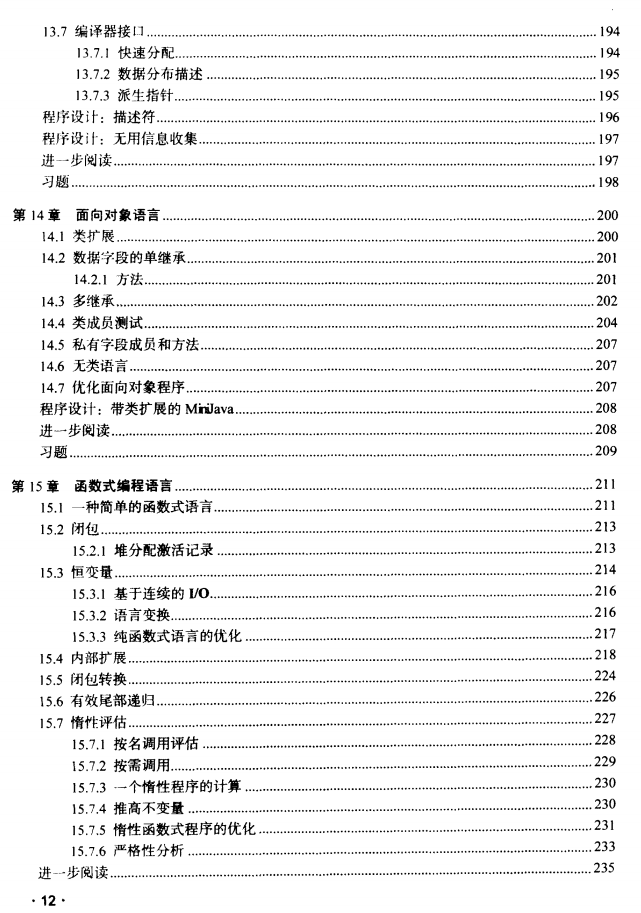 13.7 编译器接口 194
13.7.1 快速分配 194
13.7.2 数据分布描述 195
13.7.3 派生指针 195
程序设计：描述符 196
程序设计：无用信息收集 197
进一步阅读 197
习题 198
第 14 章 面向对象语言 200
14.1 类扩展 200
14.2 数据字段的单继承 201
14.2.1 方法 201
14.3 多继承 202
14.4 类成员测试 204
14.5 私有字段成员和方法 207
14.6 无类语言 207
14.7 优化面向对象程序 207
程序设计：带类扩展的 MiniJava 208
进一步阅读 208
习题 209
第 15 章 函数式编程语言 211
15.1 一种简单的函数式语言 211
15.2 闭包 213
15.2.1 堆分配激活记录 213
15.3 恒变量 214
15.3.1 基于连续的 I/O 216
15.3.2 语言变换 216
15.3.3 纯函数式语言的优化 217
15.4 内部扩展 218
15.5 闭包转换 224
15.6 有效尾部递归 226
15.7 惰性评估 227
15.7.1 按名调用评估 228
15.7.2 按需调用 229
15.7.3 一个惰性程序的计算 230
15.7.4 推高不变量 230
15.7.5 惰性函数式程序的优化 231
15.7.6 严格性分析 233
进一步阅读 235
· 12 ·